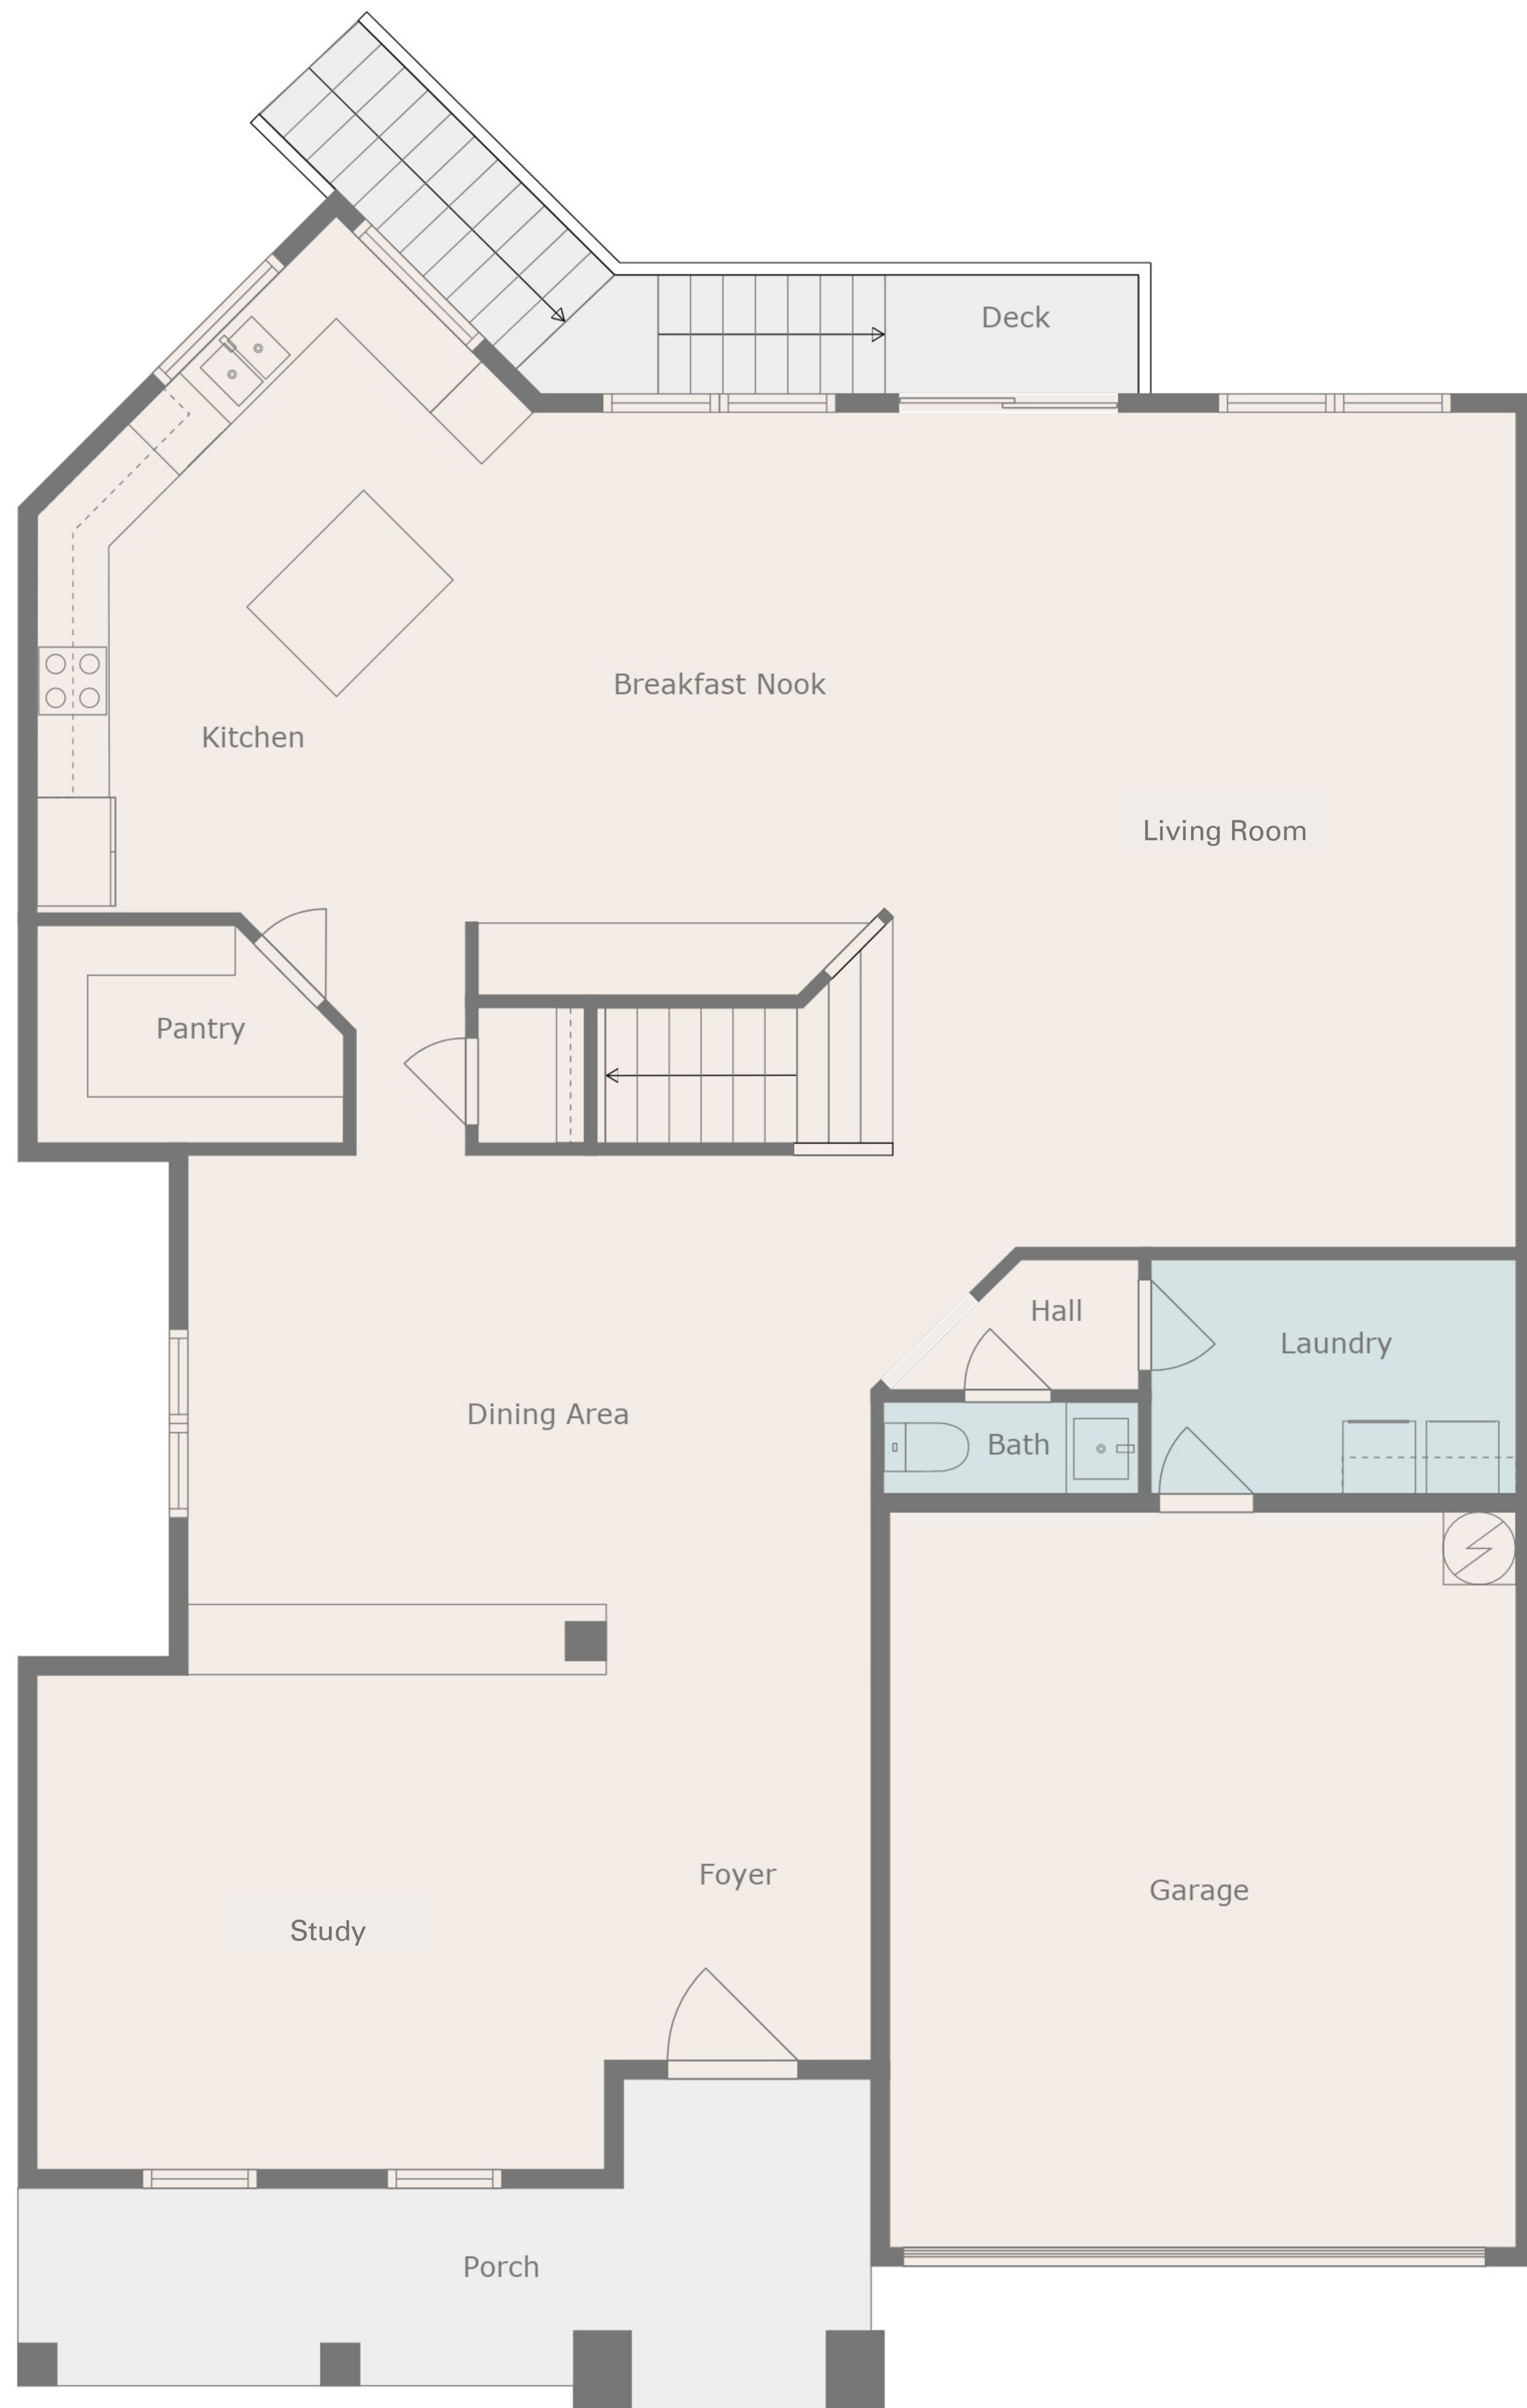 Deck
Breakfast Nook
Kitchen
Living Room
Pantry
Hall
Laundry
Dining Area
Bath
Foyer
Garage
Study
Porch